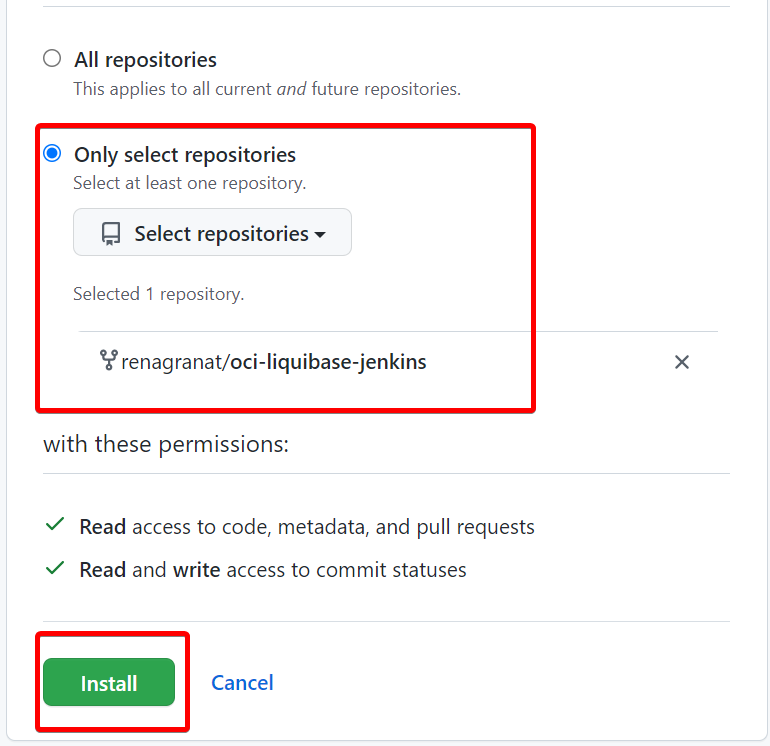 All repositories
This applies to all current and future repositories.
Only select repositories
Select at least one repository.
Select repositories
Selected 1 repository.
renagranat/oci-liquibase-jenkins
with these permissions:
Read access to code, metadata, and pull requests
Read and write access to commit statuses
Install Cancel